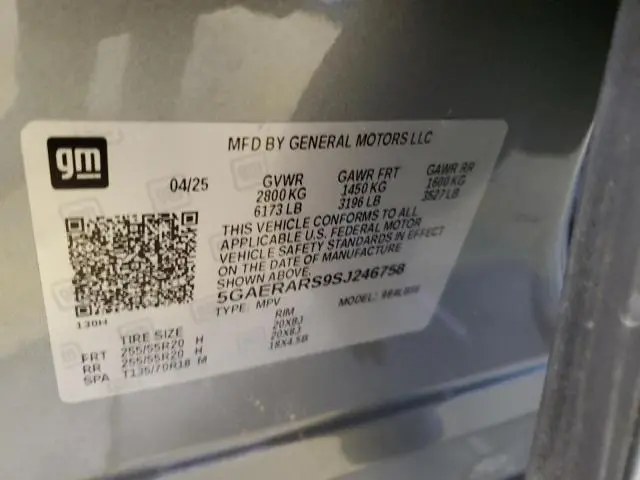 gm
MFD BY GENERAL MOTORS LLC
04/25 GVWR GAWR FRT GAWR RR
2800 KG 1450 KG 1600 KG
6173 LB 3196 LB 3527 LB
THIS VEHICLE CONFORMS TO ALL
APPLICABLE U.S. FEDERAL MOTOR
VEHICLE SAFETY STANDARDS IN EFFECT
ON THE DATE OF MANUFACTURE
SHOWN ABOVE.
5GAERARS9SJ246758
TYPE: MPV MODEL:
130H
TIRE SIZE RIM
FRT 255/55R20 H 20X8J
RR 255/55R20 H 20X8J
SPA T135/70R18 M 18X4.5B